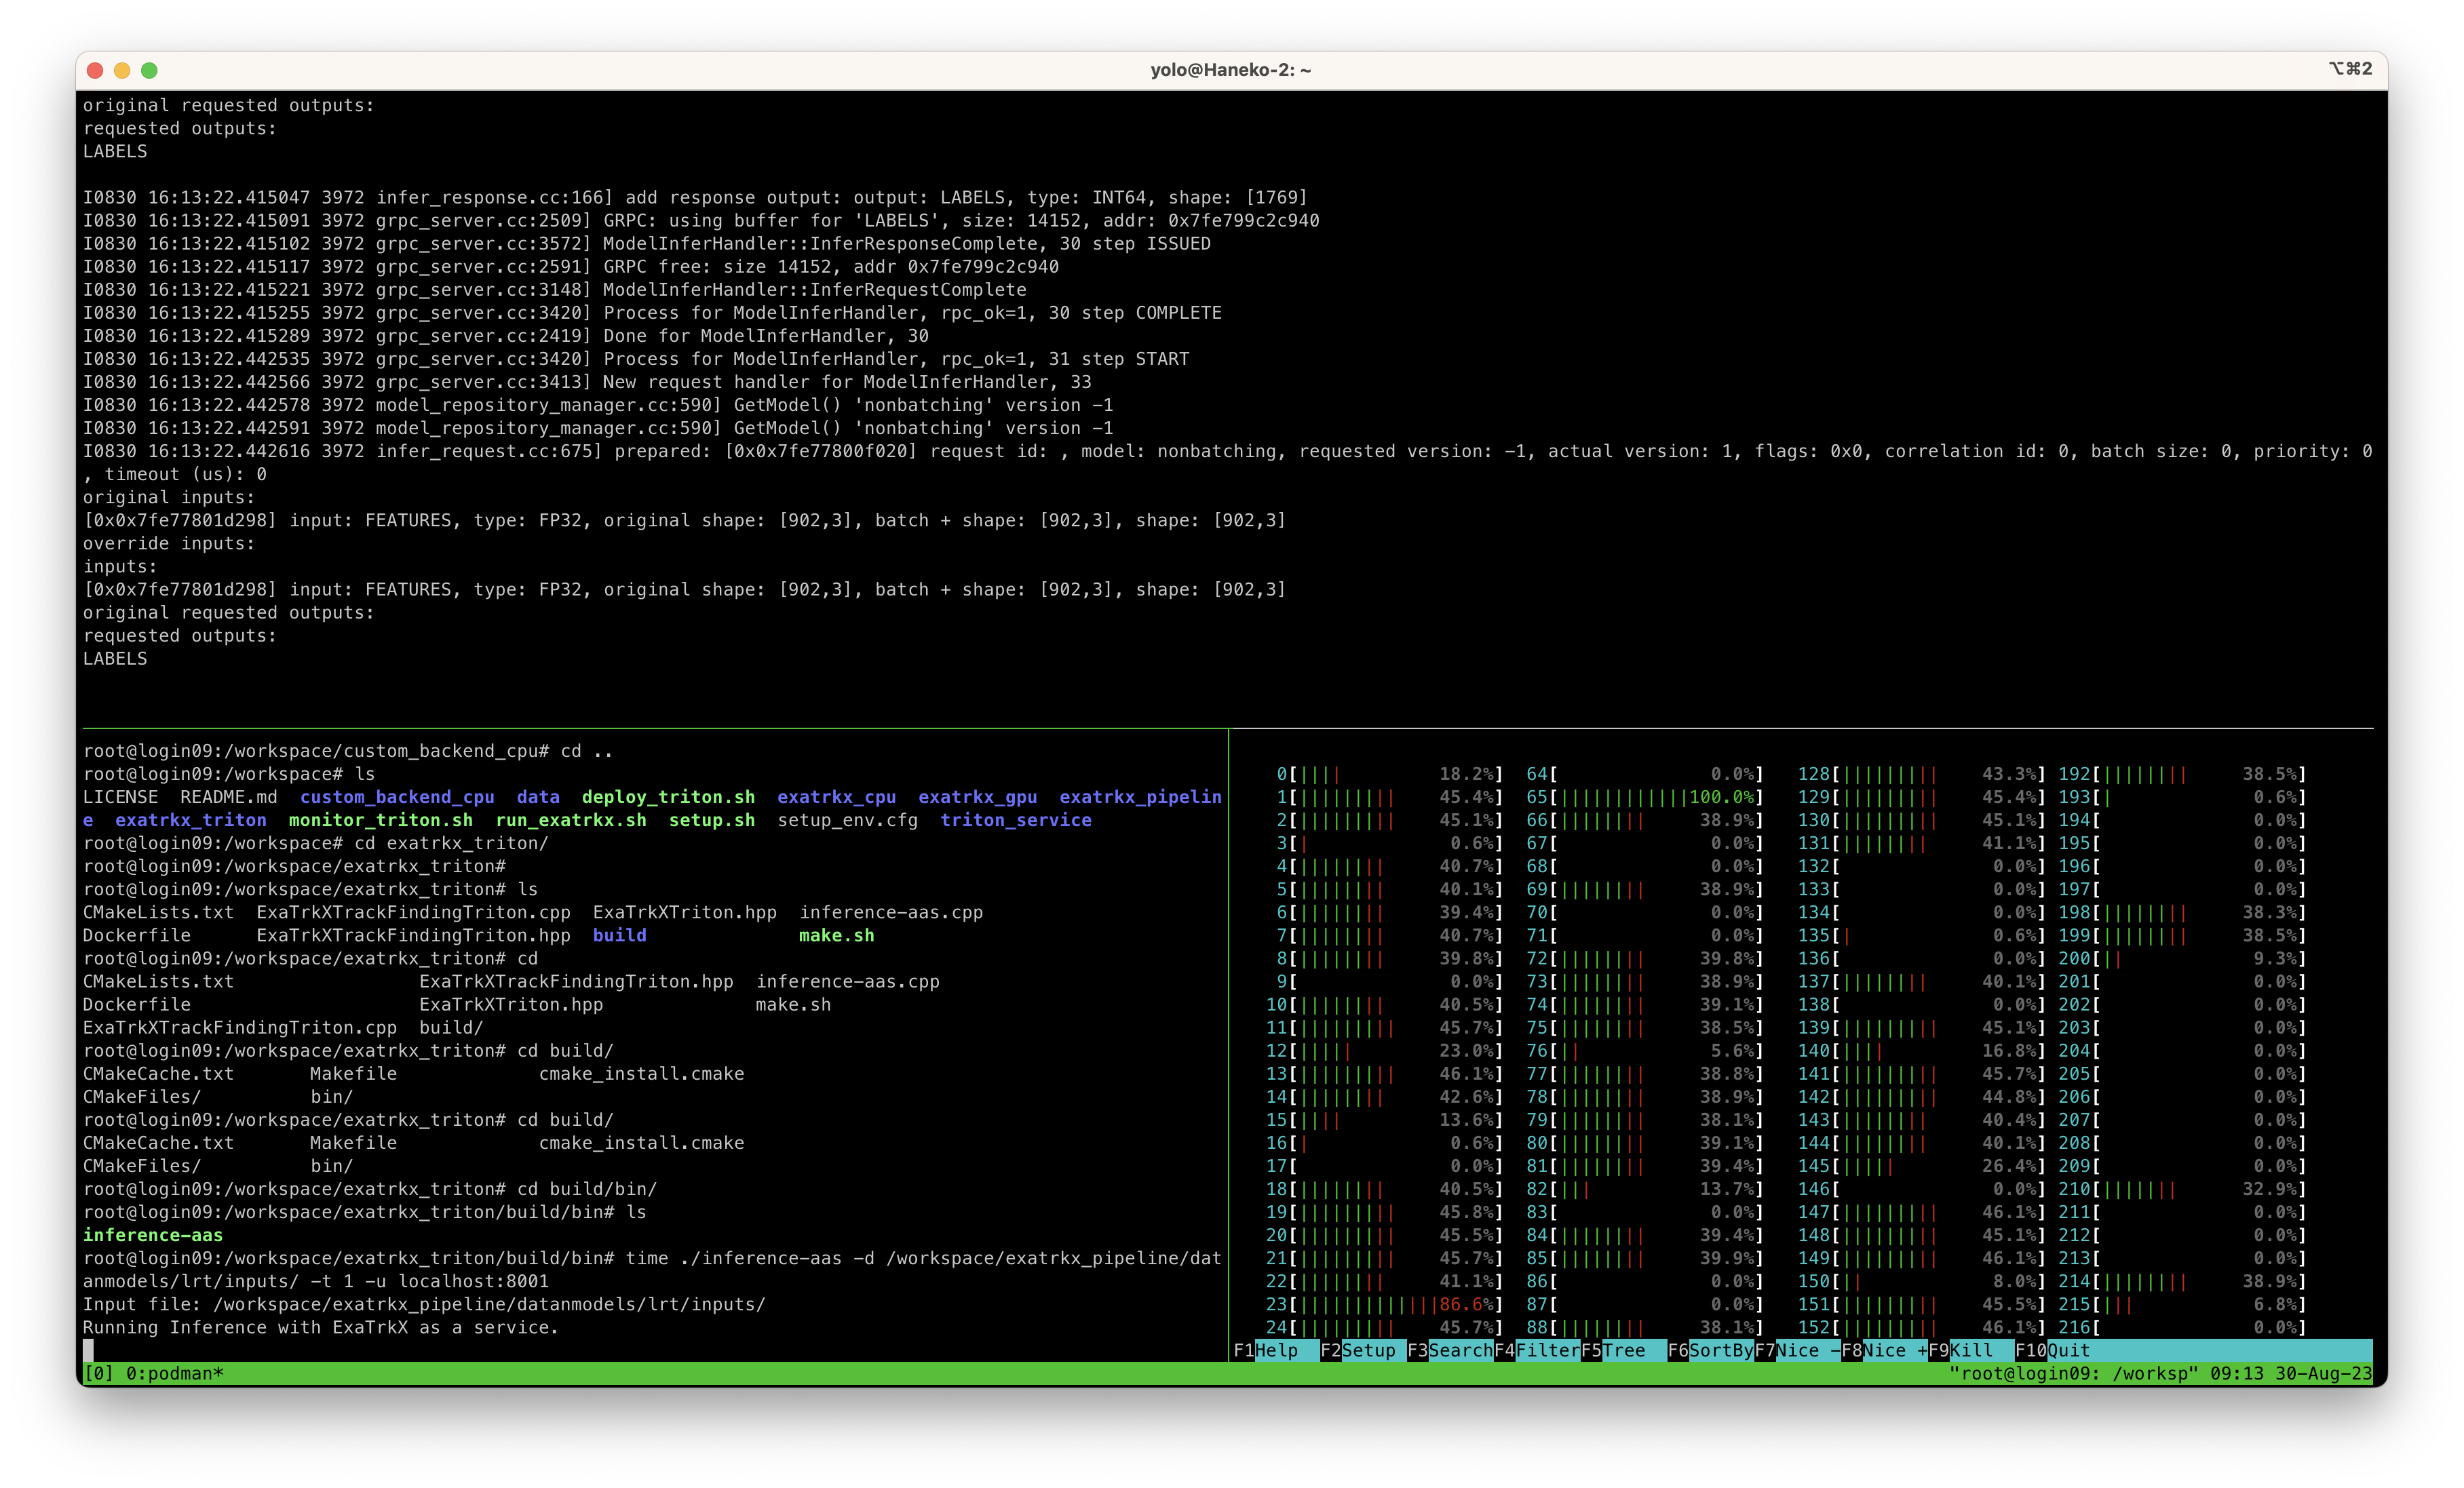 yolo@Haneko-2: ~
⌥⌘2
original requested outputs:
requested outputs:
LABELS
I0830 16:13:22.415047 3972 infer_response.cc:166] add response output: output: LABELS, type: INT64, shape: [1769]
I0830 16:13:22.415091 3972 grpc_server.cc:2509] GRPC: using buffer for 'LABELS', size: 14152, addr: 0x7fe799c2c940
I0830 16:13:22.415102 3972 grpc_server.cc:3572] ModelInferHandler::InferResponseComplete, 30 step ISSUED
I0830 16:13:22.415117 3972 grpc_server.cc:2591] GRPC free: size 14152, addr 0x7fe799c2c940
I0830 16:13:22.415221 3972 grpc_server.cc:3148] ModelInferHandler::InferRequestComplete
I0830 16:13:22.415255 3972 grpc_server.cc:3420] Process for ModelInferHandler, rpc_ok=1, 30 step COMPLETE
I0830 16:13:22.415289 3972 grpc_server.cc:2419] Done for ModelInferHandler, 30
I0830 16:13:22.442535 3972 grpc_server.cc:3420] Process for ModelInferHandler, rpc_ok=1, 31 step START
I0830 16:13:22.442566 3972 grpc_server.cc:3413] New request handler for ModelInferHandler, 33
I0830 16:13:22.442578 3972 model_repository_manager.cc:590] GetModel() 'nonbatching' version -1
I0830 16:13:22.442591 3972 model_repository_manager.cc:590] GetModel() 'nonbatching' version -1
I0830 16:13:22.442616 3972 infer_request.cc:675] prepared: [0x0x7fe77800f020] request id: , model: nonbatching, requested version: -1, actual version: 1, flags: 0x0, correlation id: 0, batch size: 0, priority: 0
, timeout (us): 0
original inputs:
[0x0x7fe77801d298] input: FEATURES, type: FP32, original shape: [902,3], batch + shape: [902,3], shape: [902,3]
override inputs:
inputs:
[0x0x7fe77801d298] input: FEATURES, type: FP32, original shape: [902,3], batch + shape: [902,3], shape: [902,3]
original requested outputs:
requested outputs:
LABELS
root@login09:/workspace/custom_backend_cpu# cd ..
root@login09:/workspace# ls
LICENSE  README.md  custom_backend_cpu  data  deploy_triton.sh  exatrkx_cpu  exatrkx_gpu  exatrkx_pipelin
e  exatrkx_triton  monitor_triton.sh  run_exatrkx.sh  setup.sh  setup_env.cfg  triton_service
root@login09:/workspace# cd exatrkx_triton/
root@login09:/workspace/exatrkx_triton#
root@login09:/workspace/exatrkx_triton# ls
CMakeLists.txt  ExaTrkXTrackFindingTriton.cpp  ExaTrkXTriton.hpp  inference-aas.cpp
Dockerfile      ExaTrkXTrackFindingTriton.hpp  build              make.sh
root@login09:/workspace/exatrkx_triton# cd
CMakeLists.txt                 ExaTrkXTrackFindingTriton.hpp  inference-aas.cpp
Dockerfile                     ExaTrkXTriton.hpp              make.sh
ExaTrkXTrackFindingTriton.cpp  build/
root@login09:/workspace/exatrkx_triton# cd build/
CMakeCache.txt       Makefile             cmake_install.cmake
CMakeFiles/          bin/
root@login09:/workspace/exatrkx_triton# cd build/
CMakeCache.txt       Makefile             cmake_install.cmake
CMakeFiles/          bin/
root@login09:/workspace/exatrkx_triton# cd build/bin/
root@login09:/workspace/exatrkx_triton/build/bin# ls
inference-aas
root@login09:/workspace/exatrkx_triton/build/bin# time ./inference-aas -d /workspace/exatrkx_pipeline/dat
anmodels/lrt/inputs/ -t 1 -u localhost:8001
Input file: /workspace/exatrkx_pipeline/datanmodels/lrt/inputs/
Running Inference with ExaTrkX as a service.
0[||||18.2%] 64[0.0%] 128[|||||||||43.3%] 192[||||||||38.5%]
1[|||||||||45.4%] 65[||||||||||||100.0%] 129[|||||||||45.4%] 193[|0.6%]
2[|||||||||45.1%] 66[||||||||38.9%] 130[|||||||||45.1%] 194[0.0%]
3[|0.6%] 67[0.0%] 131[||||||||41.1%] 195[0.0%]
4[||||||||40.7%] 68[0.0%] 132[0.0%] 196[0.0%]
5[||||||||40.1%] 69[||||||||38.9%] 133[0.0%] 197[0.0%]
6[||||||||39.4%] 70[0.0%] 134[0.0%] 198[||||||||38.3%]
7[||||||||40.7%] 71[0.0%] 135[|0.6%] 199[||||||||38.5%]
8[||||||||39.8%] 72[||||||||39.8%] 136[0.0%] 200[||9.3%]
9[0.0%] 73[||||||||38.9%] 137[||||||||40.1%] 201[0.0%]
10[||||||||40.5%] 74[||||||||39.1%] 138[0.0%] 202[0.0%]
11[|||||||||45.7%] 75[||||||||38.5%] 139[|||||||||45.1%] 203[0.0%]
12[|||||23.0%] 76[||5.6%] 140[||||16.8%] 204[0.0%]
13[|||||||||46.1%] 77[||||||||38.8%] 141[|||||||||45.7%] 205[0.0%]
14[||||||||42.6%] 78[||||||||38.9%] 142[|||||||||44.8%] 206[0.0%]
15[||||13.6%] 79[||||||||38.1%] 143[||||||||40.4%] 207[0.0%]
16[|0.6%] 80[||||||||39.1%] 144[||||||||40.1%] 208[0.0%]
17[0.0%] 81[||||||||39.4%] 145[|||||26.4%] 209[0.0%]
18[||||||||40.5%] 82[|||13.7%] 146[0.0%] 210[|||||||32.9%]
19[|||||||||45.8%] 83[0.0%] 147[|||||||||46.1%] 211[0.0%]
20[|||||||||45.5%] 84[||||||||39.4%] 148[|||||||||45.1%] 212[0.0%]
21[|||||||||45.7%] 85[||||||||39.9%] 149[|||||||||46.1%] 213[0.0%]
22[||||||||41.1%] 86[0.0%] 150[||8.0%] 214[||||||||38.9%]
23[|||||||||||||86.6%] 87[0.0%] 151[|||||||||45.5%] 215[|||6.8%]
24[|||||||||45.7%] 88[||||||||38.1%] 152[|||||||||46.1%] 216[0.0%]
F1Help  F2Setup F3SearchF4FilterF5Tree  F6SortByF7Nice -F8Nice +F9Kill  F10Quit
[0] 0:podman*
"root@login09: /worksp" 09:13 30-Aug-23